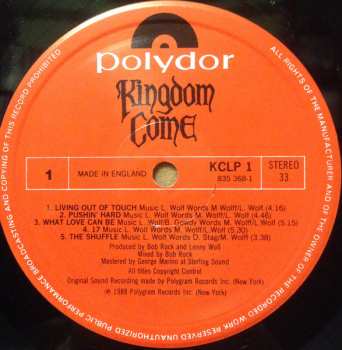 polydor
Kingdom Come
1
MADE IN ENGLAND
KCLP 1
835 368-1
STEREO
33
1. LIVING OUT OF TOUCH Music L. Wolf Words M. Wolff/L. Wolf (4.16)
2. PUSHIN' HARD Music L. Wolf Words M. Wolff/L. Wolf (4.46)
3. WHAT LOVE CAN BE Music L. Wolf/B. Gowdy Words M. Wolff/L. Wolf (5.15)
4. 17 Music L. Wolf Words M. Wolff/L. Wolf (5.30)
5. THE SHUFFLE Music L. Wolf Words D. Stag/M. Wolff (3.38)
Produced by Bob Rock and Lenny Wolf
Mixed by Bob Rock
Mastered by George Marino at Sterling Sound
All titles Copyright Control
Original Sound Recording made by Polygram Records Inc. (New York)
℗ 1988 Polygram Records Inc. (New York)
ALL RIGHTS OF THE MANUFACTURER AND OF THE OWNER OF THE RECORDED WORK RESERVED UNAUTHORIZED PUBLIC PERFORMANCE BROADCASTING AND COPYING OF THIS RECORD PROHIBITED